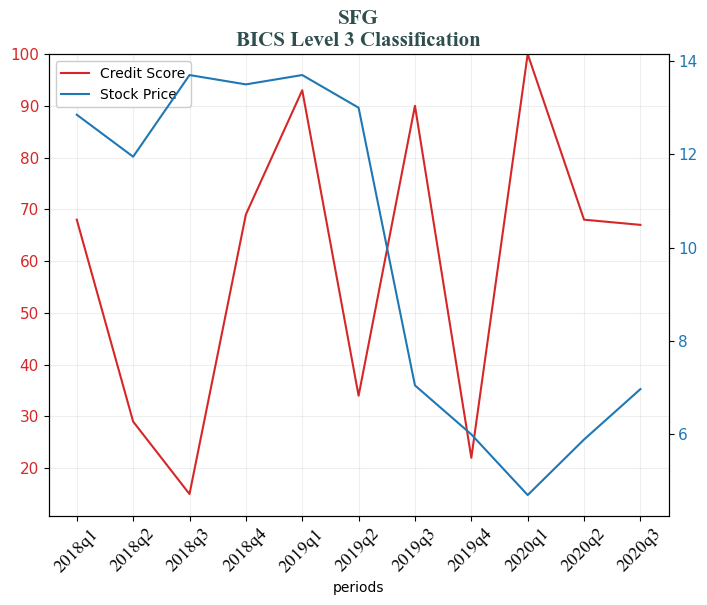 SFG
BICS Level 3 Classification
Credit Score
Stock Price
100
90
80
70
60
50
40
30
20
14
12
10
8
6
2018q1
2018q2
2018q3
2018q4
2019q1
2019q2
2019q3
2019q4
2020q1
2020q2
2020q3
periods